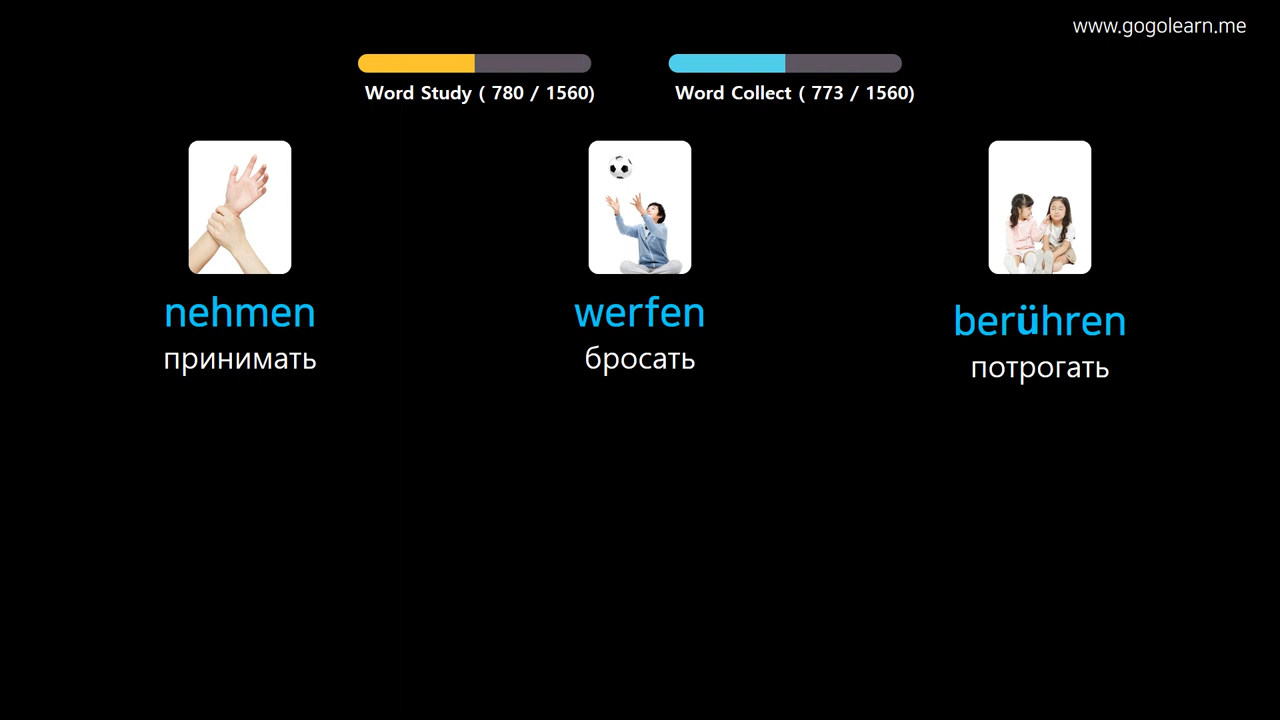 www.gogolearn.me
Word Study ( 780 / 1560)
Word Collect ( 773 / 1560)
nehmen
принимать
werfen
бросать
berühren
потрогать